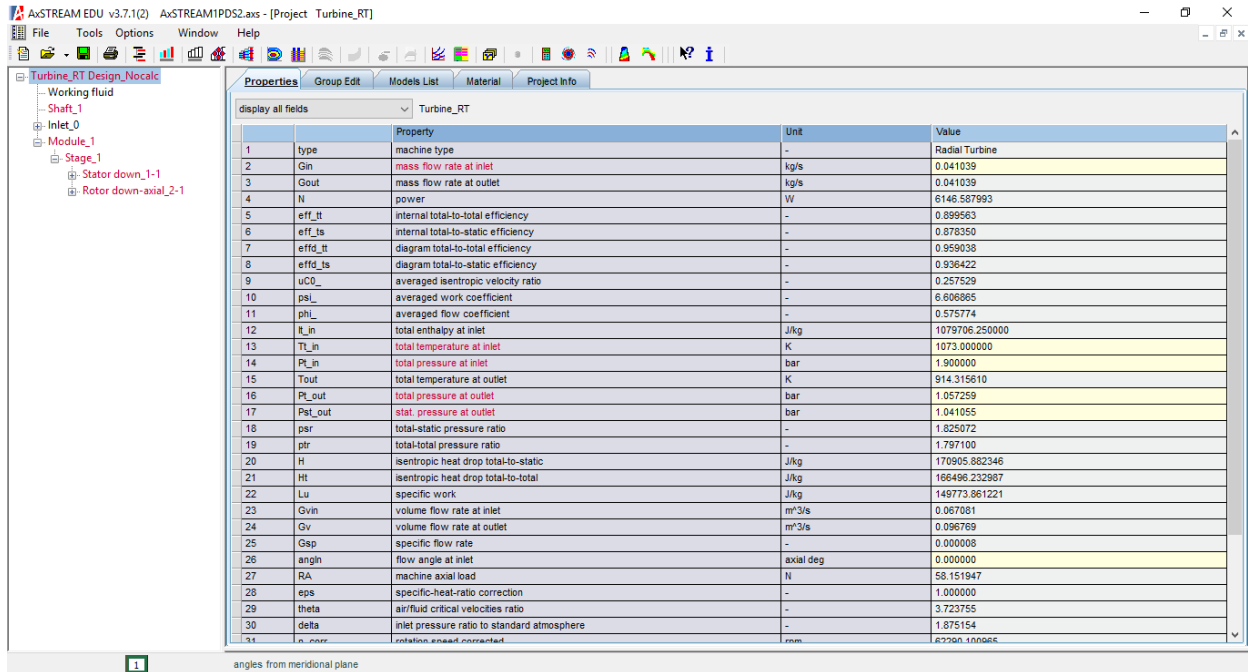 AxSTREAM EDU v3.7.1(2) AxSTREAM1PDS2.axs - [Project Turbine_RT]
File Tools Options Window Help
Turbine_RT Design_Nocalc
Working fluid
Shaft_1
Inlet_0
Module_1
Stage_1
Stator down_1-1
Rotor down-axial_2-1
Properties Group Edit Models List Material Project Info
display all fields Turbine_RT
Property Unit Value
1 type machine type - Radial Turbine
2 Gin mass flow rate at inlet kg/s 0.041039
3 Gout mass flow rate at outlet kg/s 0.041039
4 N power W 6146.587993
5 eff_tt internal total-to-total efficiency - 0.899563
6 eff_ts internal total-to-static efficiency - 0.878350
7 effd_tt diagram total-to-total efficiency - 0.959038
8 effd_ts diagram total-to-static efficiency - 0.936422
9 uC0_ averaged isentropic velocity ratio - 0.257529
10 psi_ averaged work coefficient - 6.606865
11 phi_ averaged flow coefficient - 0.575774
12 It_in total enthalpy at inlet J/kg 1079706.250000
13 Tt_in total temperature at inlet K 1073.000000
14 Pt_in total pressure at inlet bar 1.900000
15 Tout total temperature at outlet K 914.315610
16 Pt_out total pressure at outlet bar 1.057259
17 Pst_out stat. pressure at outlet bar 1.041055
18 psr total-static pressure ratio - 1.825072
19 ptr total-total pressure ratio - 1.797100
20 H isentropic heat drop total-to-static J/kg 170905.882346
21 Ht isentropic heat drop total-to-total J/kg 166496.232987
22 Lu specific work J/kg 149773.861221
23 Gvin volume flow rate at inlet m^3/s 0.067081
24 Gv volume flow rate at outlet m^3/s 0.096769
25 Gsp specific flow rate - 0.000008
26 angIn flow angle at inlet axial deg 0.000000
27 RA machine axial load N 58.151947
28 eps specific-heat-ratio correction - 1.000000
29 theta air/fluid critical velocities ratio - 3.723755
30 delta inlet pressure ratio to standard atmosphere - 1.875154
31 n_corr rotation speed corrected rpm 62290.100965
1 angles from meridional plane